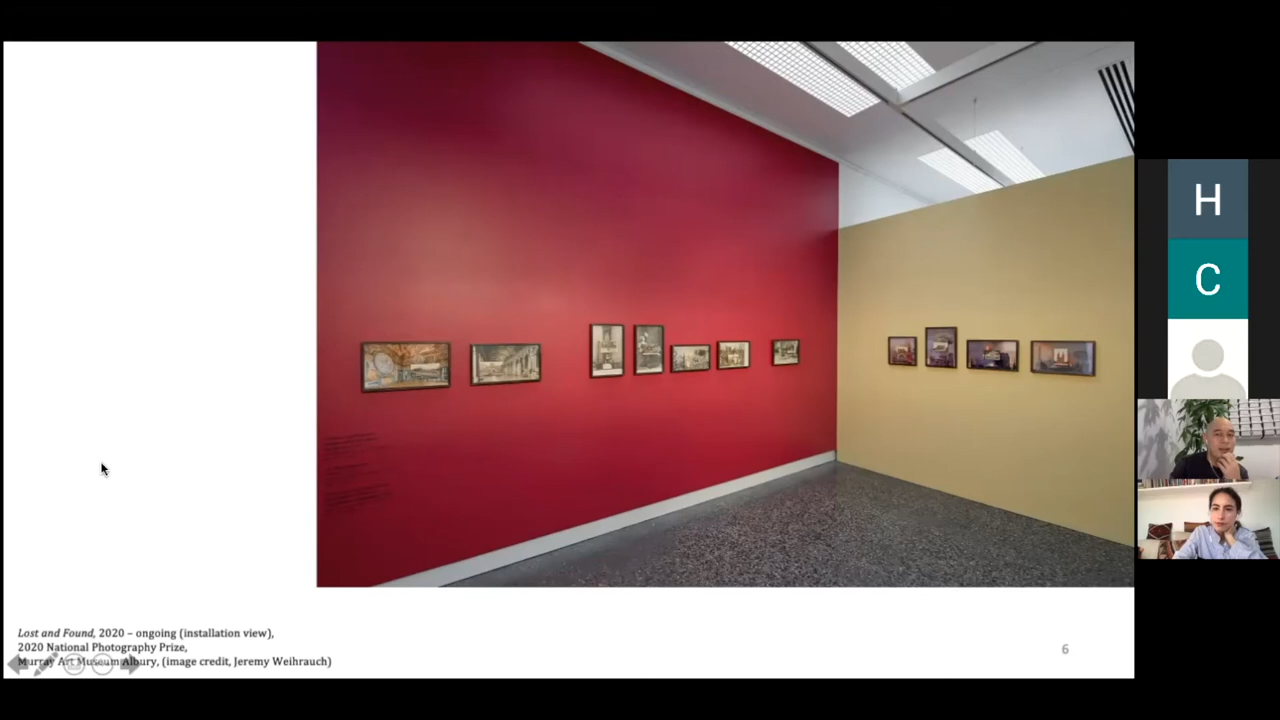 H
C
Lost and Found, 2020 – ongoing (installation view),
2020 National Photography Prize,
Murray Art Museum Albury, (image credit, Jeremy Weihrauch)
6